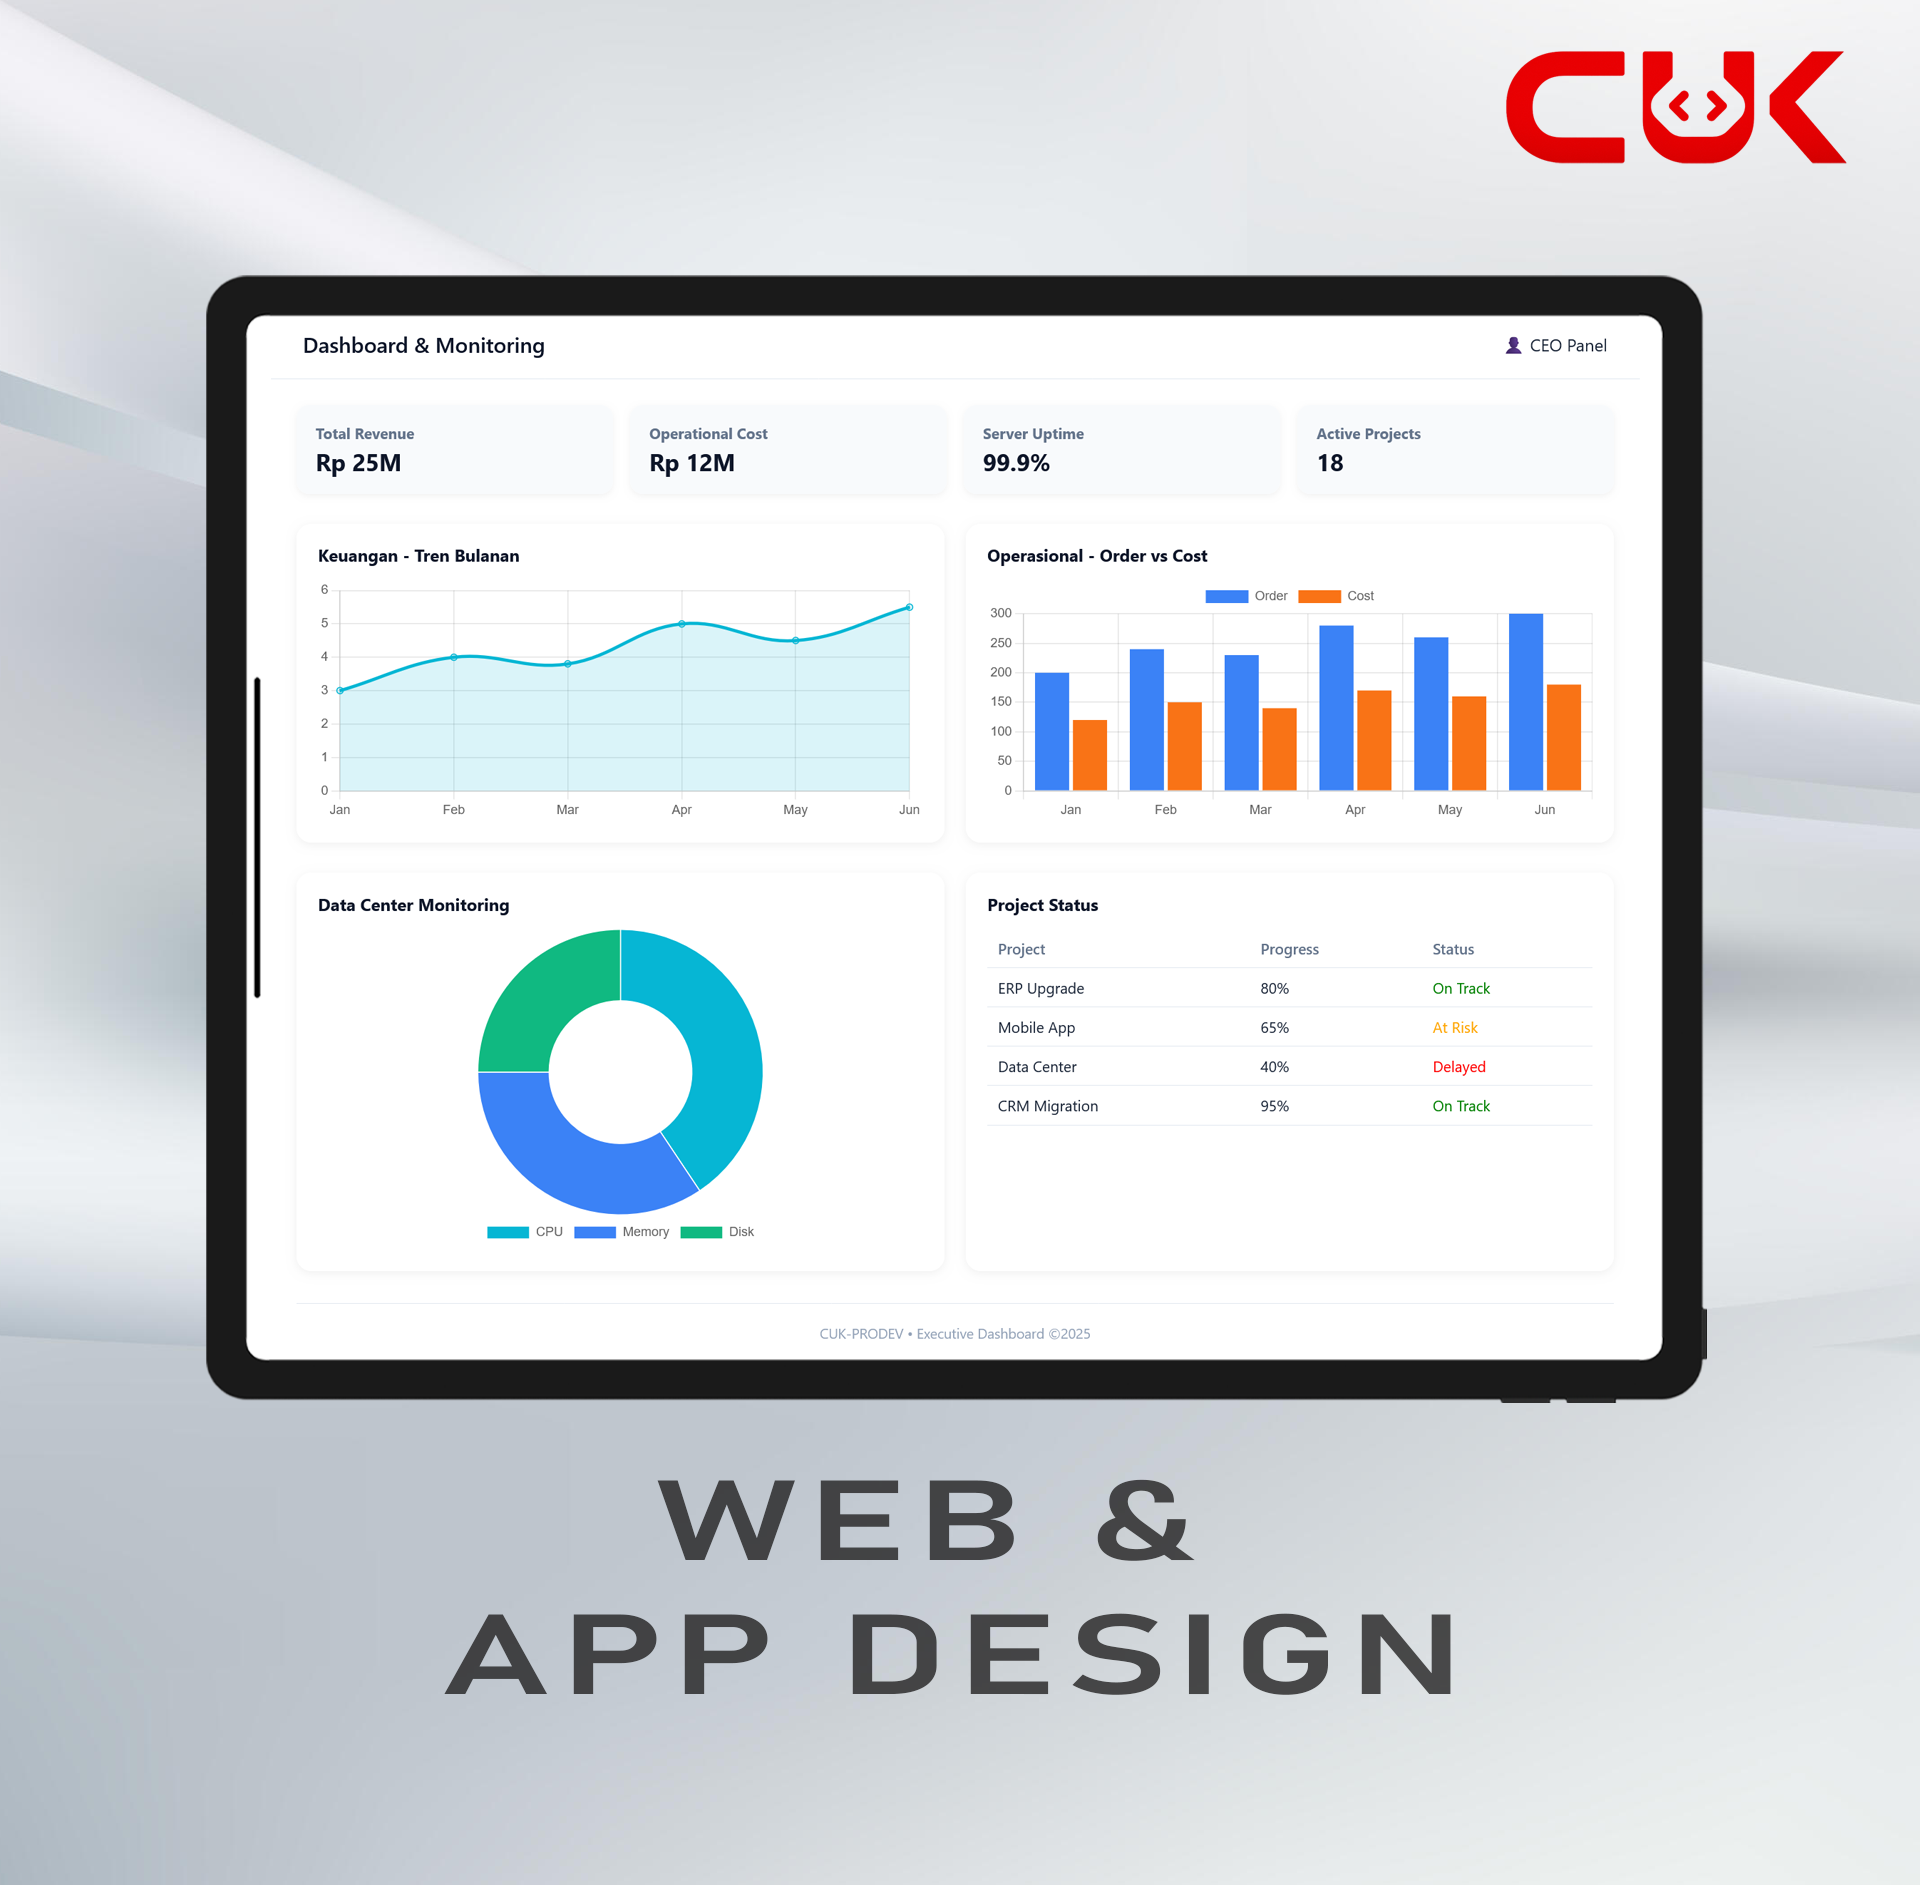 CUK
Dashboard & Monitoring
CEO Panel
Total Revenue
Rp 25M
Operational Cost
Rp 12M
Server Uptime
99.9%
Active Projects
18
Keuangan - Tren Bulanan
6
5
4
3
2
1
0
Jan Feb Mar Apr May Jun
Operasional - Order vs Cost
Order Cost
300
250
200
150
100
50
0
Jan Feb Mar Apr May Jun
Data Center Monitoring
CPU Memory Disk
Project Status
Project Progress Status
ERP Upgrade 80% On Track
Mobile App 65% At Risk
Data Center 40% Delayed
CRM Migration 95% On Track
CUK-PRODEV • Executive Dashboard ©2025
WEB &
APP DESIGN